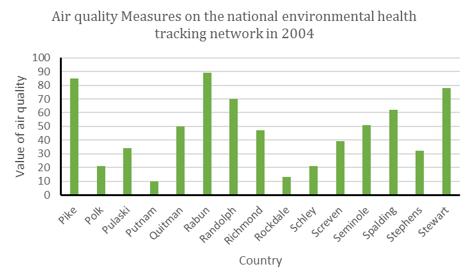 Air quality Measures on the national environmental health
tracking network in 2004
Value of air quality
100
90
80
70
60
50
40
30
20
10
0
Pike
Polk
Pulaski
Putnam
Quitman
Rabun
Randolph
Richmond
Rockdale
Schley
Screven
Seminole
Spalding
Stephens
Stewart
Country